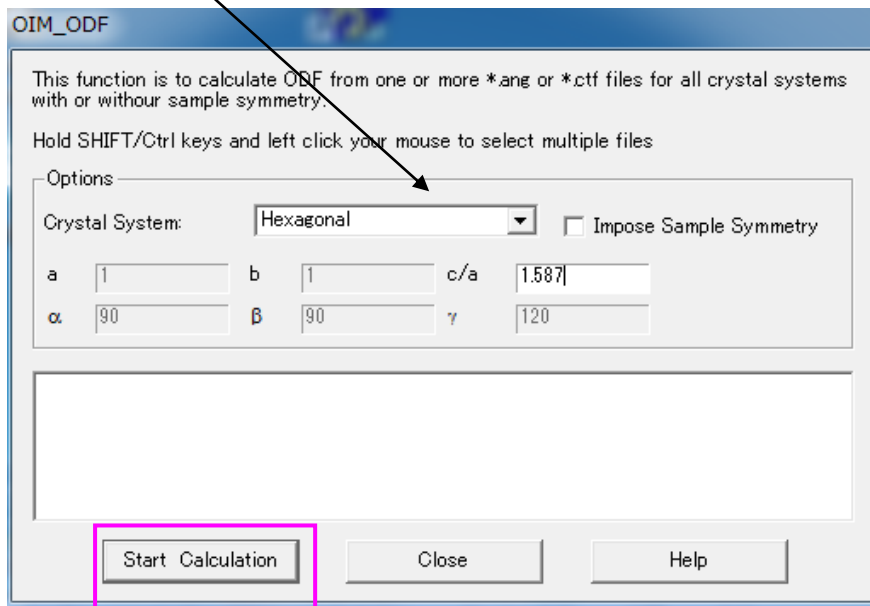 OIM_ODF
This function is to calculate ODF from one or more *.ang or *.ctf files for all crystal systems
with or withour sample symmetry.
Hold SHIFT/Ctrl keys and left click your mouse to select multiple files
Options
Crystal System: Hexagonal Impose Sample Symmetry
a 1 b 1 c/a 1.587
α 90 β 90 γ 120
Start Calculation Close Help